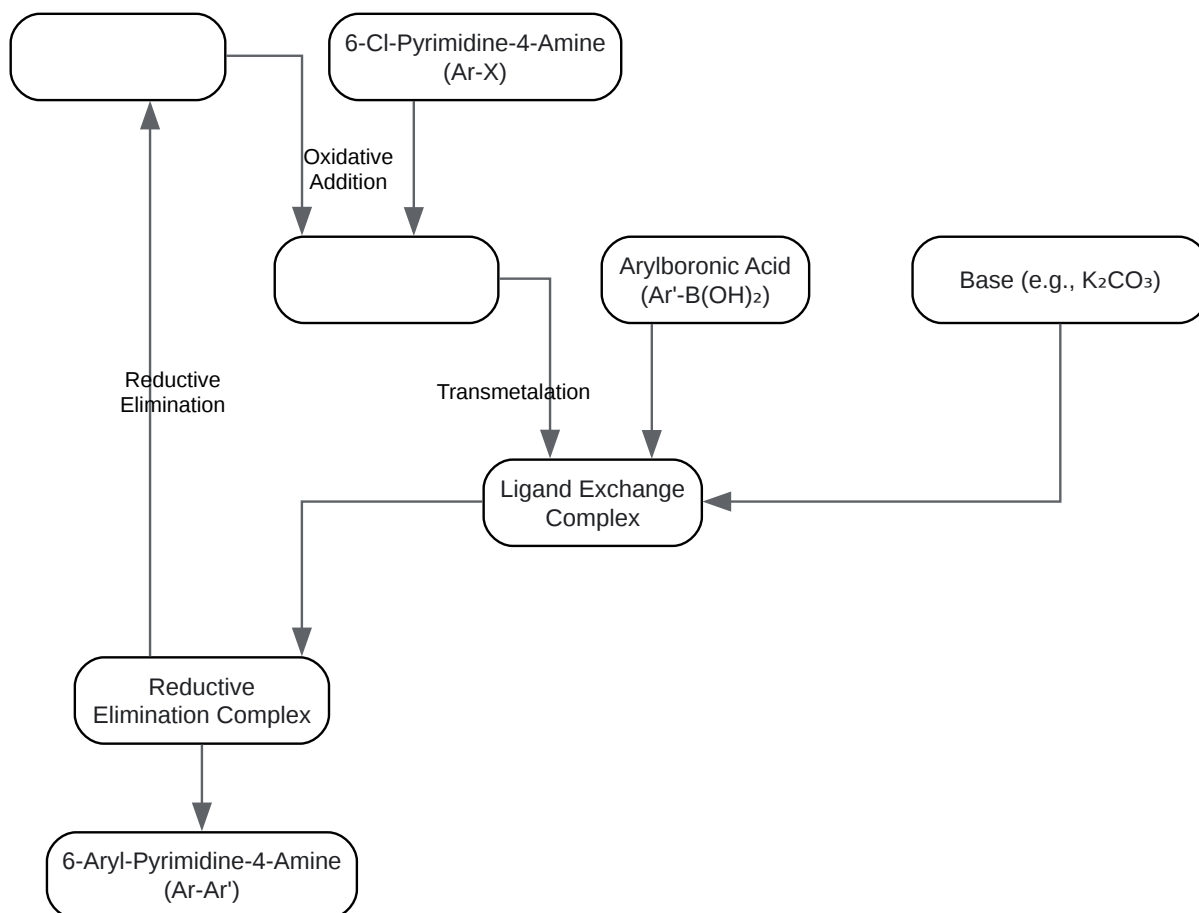 6-Cl-Pyrimidine-4-Amine
(Ar-X)
Oxidative
Addition
Arylboronic Acid
(Ar'-B(OH)₂)
Base (e.g., K₂CO₃)
Reductive
Elimination
Transmetalation
Ligand Exchange
Complex
Reductive
Elimination Complex
6-Aryl-Pyrimidine-4-Amine
(Ar-Ar')